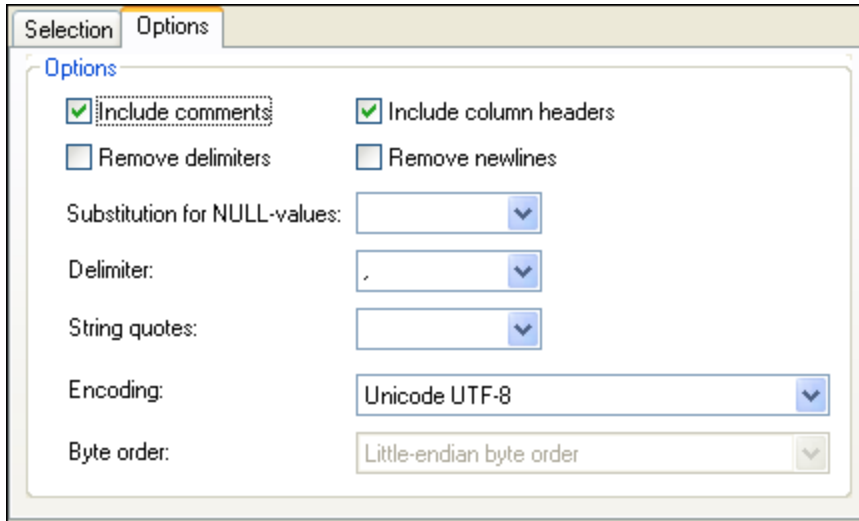 Selection Options
Options
Include comments Include column headers
Remove delimiters Remove newlines
Substitution for NULL-values:
Delimiter: ,
String quotes:
Encoding: Unicode UTF-8
Byte order: Little-endian byte order